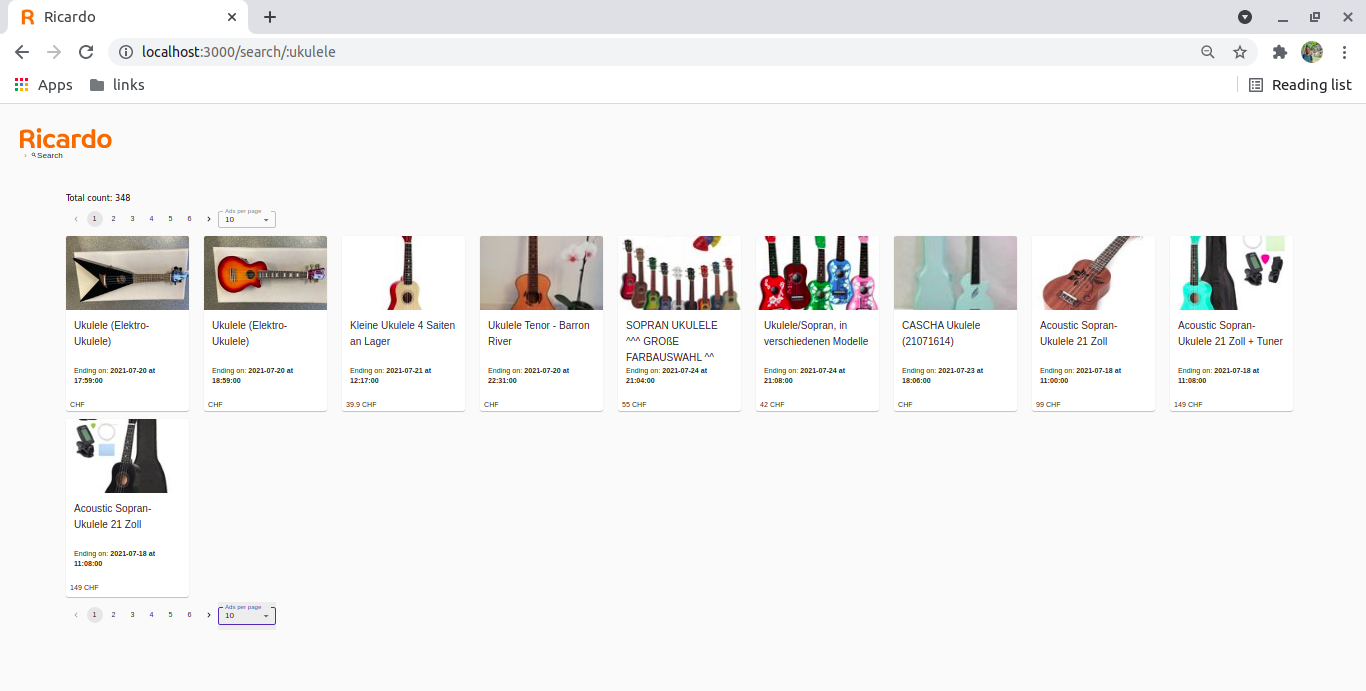 Ricardo
localhost:3000/search/:ukulele
Apps
links
Reading list
Ricardo
› Search
Total count: 348
‹ 1 2 3 4 5 6 ›
Ads per page
10
Ukulele (Elektro-
Ukulele)
Ending on: 2021-07-20 at
17:59:00
CHF
Ukulele (Elektro-
Ukulele)
Ending on: 2021-07-20 at
18:59:00
CHF
Kleine Ukulele 4 Saiten
an Lager
Ending on: 2021-07-21 at
12:17:00
39.9 CHF
Ukulele Tenor - Barron
River
Ending on: 2021-07-20 at
22:31:00
CHF
SOPRAN UKULELE
^^^ GROßE
FARBAUSWAHL ^^
Ending on: 2021-07-24 at
21:04:00
55 CHF
Ukulele/Sopran, in
verschiedenen Modelle
Ending on: 2021-07-24 at
21:08:00
42 CHF
CASCHA Ukulele
(21071614)
Ending on: 2021-07-23 at
18:06:00
CHF
Acoustic Sopran-
Ukulele 21 Zoll
Ending on: 2021-07-18 at
11:00:00
99 CHF
Acoustic Sopran-
Ukulele 21 Zoll + Tuner
Ending on: 2021-07-18 at
11:08:00
149 CHF
Acoustic Sopran-
Ukulele 21 Zoll
Ending on: 2021-07-18 at
11:08:00
149 CHF
‹ 1 2 3 4 5 6 ›
Ads per page
10